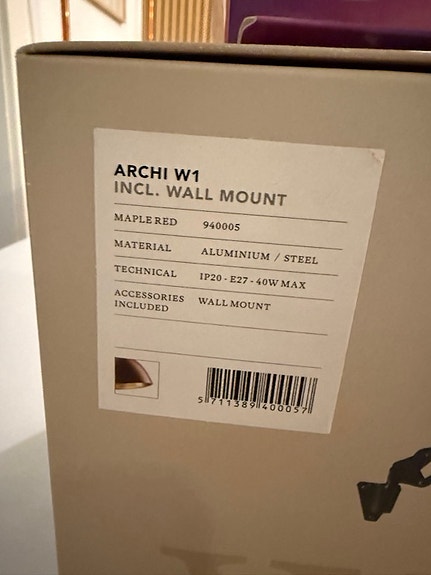 ARCHI W1
INCL. WALL MOUNT
MAPLE RED 940005
MATERIAL ALUMINIUM / STEEL
TECHNICAL IP20 - E27 - 40W MAX
ACCESSORIES WALL MOUNT
INCLUDED
5 711389 400057